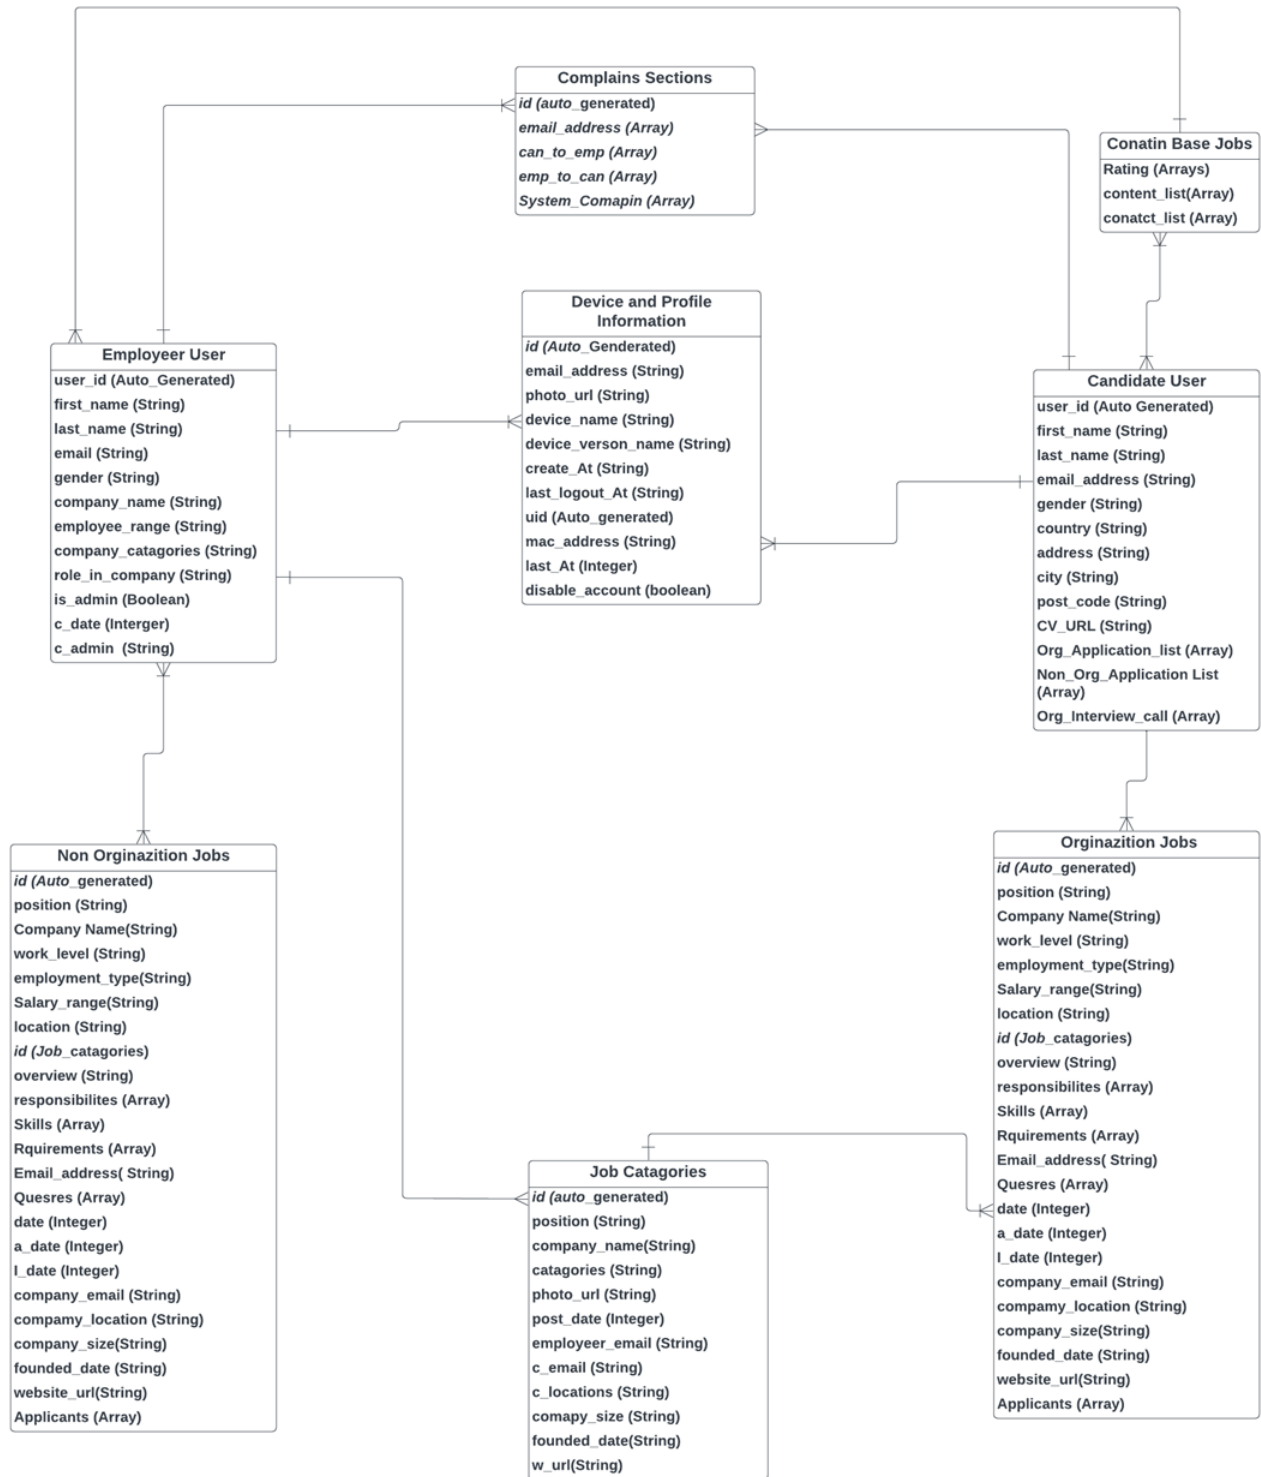 Complains Sections
id (auto_generated)
email_address (Array)
can_to_emp (Array)
emp_to_can (Array)
System_Comapin (Array)
Conatin Base Jobs
Rating (Arrays)
content_list(Array)
conatct_list (Array)
Device and Profile
Information
id (Auto_Genderated)
email_address (String)
photo_url (String)
device_name (String)
device_verson_name (String)
create_At (String)
last_logout_At (String)
uid (Auto_generated)
mac_address (String)
last_At (Integer)
disable_account (boolean)
Employeer User
user_id (Auto_Generated)
first_name (String)
last_name (String)
email (String)
gender (String)
company_name (String)
employee_range (String)
company_catagories (String)
role_in_company (String)
is_admin (Boolean)
c_date (Interger)
c_admin (String)
Candidate User
user_id (Auto Generated)
first_name (String)
last_name (String)
email_address (String)
gender (String)
country (String)
address (String)
city (String)
post_code (String)
CV_URL (String)
Org_Application_list (Array)
Non_Org_Application List
(Array)
Org_Interview_call (Array)
Non Orginazition Jobs
id (Auto_generated)
position (String)
Company Name(String)
work_level (String)
employment_type(String)
Salary_range(String)
location (String)
id (Job_catagories)
overview (String)
responsibilites (Array)
Skills (Array)
Rquirements (Array)
Email_address( String)
Quesres (Array)
date (Integer)
a_date (Integer)
l_date (Integer)
company_email (String)
compamy_location (String)
company_size(String)
founded_date (String)
website_url(String)
Applicants (Array)
Orginazition Jobs
id (Auto_generated)
position (String)
Company Name(String)
work_level (String)
employment_type(String)
Salary_range(String)
location (String)
id (Job_catagories)
overview (String)
responsibilites (Array)
Skills (Array)
Rquirements (Array)
Email_address( String)
Quesres (Array)
date (Integer)
a_date (Integer)
l_date (Integer)
company_email (String)
compamy_location (String)
company_size(String)
founded_date (String)
website_url(String)
Applicants (Array)
Job Catagories
id (auto_generated)
position (String)
company_name(String)
catagories (String)
photo_url (String)
post_date (Integer)
employeer_email (String)
c_email (String)
c_locations (String)
comapy_size (String)
founded_date(String)
w_url(String)